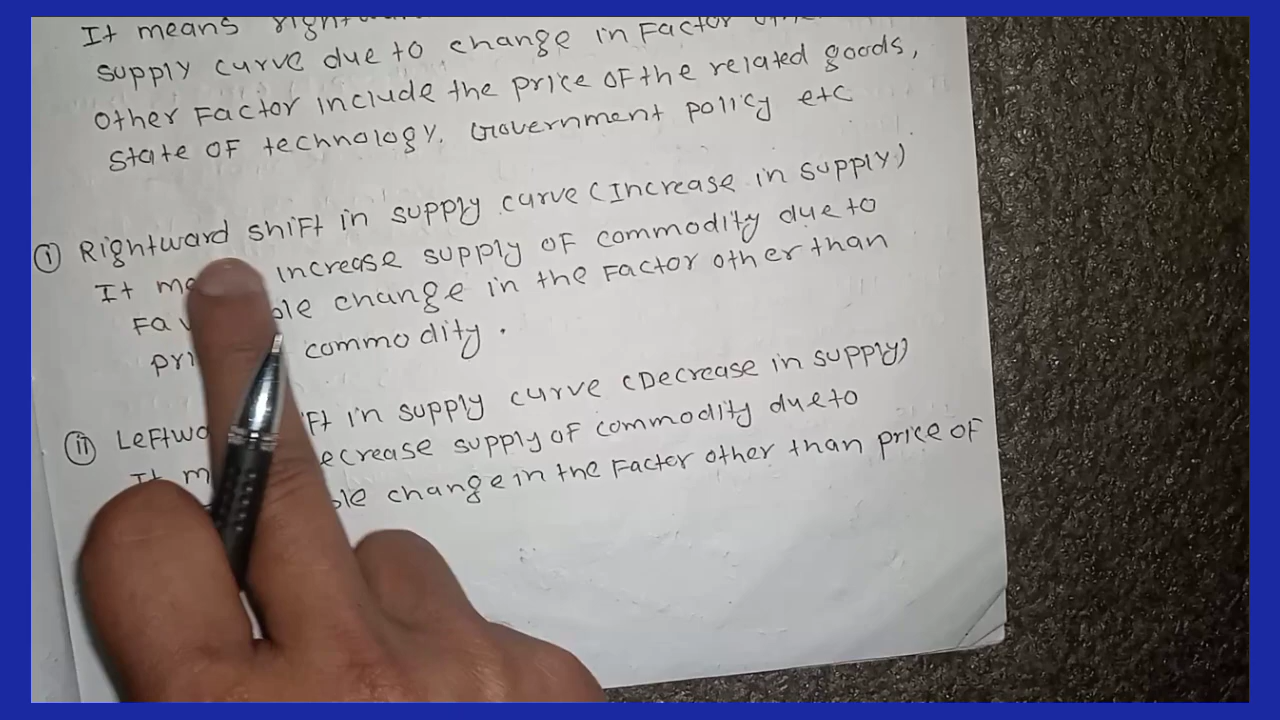 It means
supply curve due to change in Factor
other Factor include the price of the related goods,
state of technology. Government policy etc
(i) Rightward shift in supply curve (Increase in supply)
It increase supply of commodity due to
change in the Factor other than
commodity.
(ii) in supply curve (Decrease in supply)
It supply of commodity due to
change in the Factor other than price of